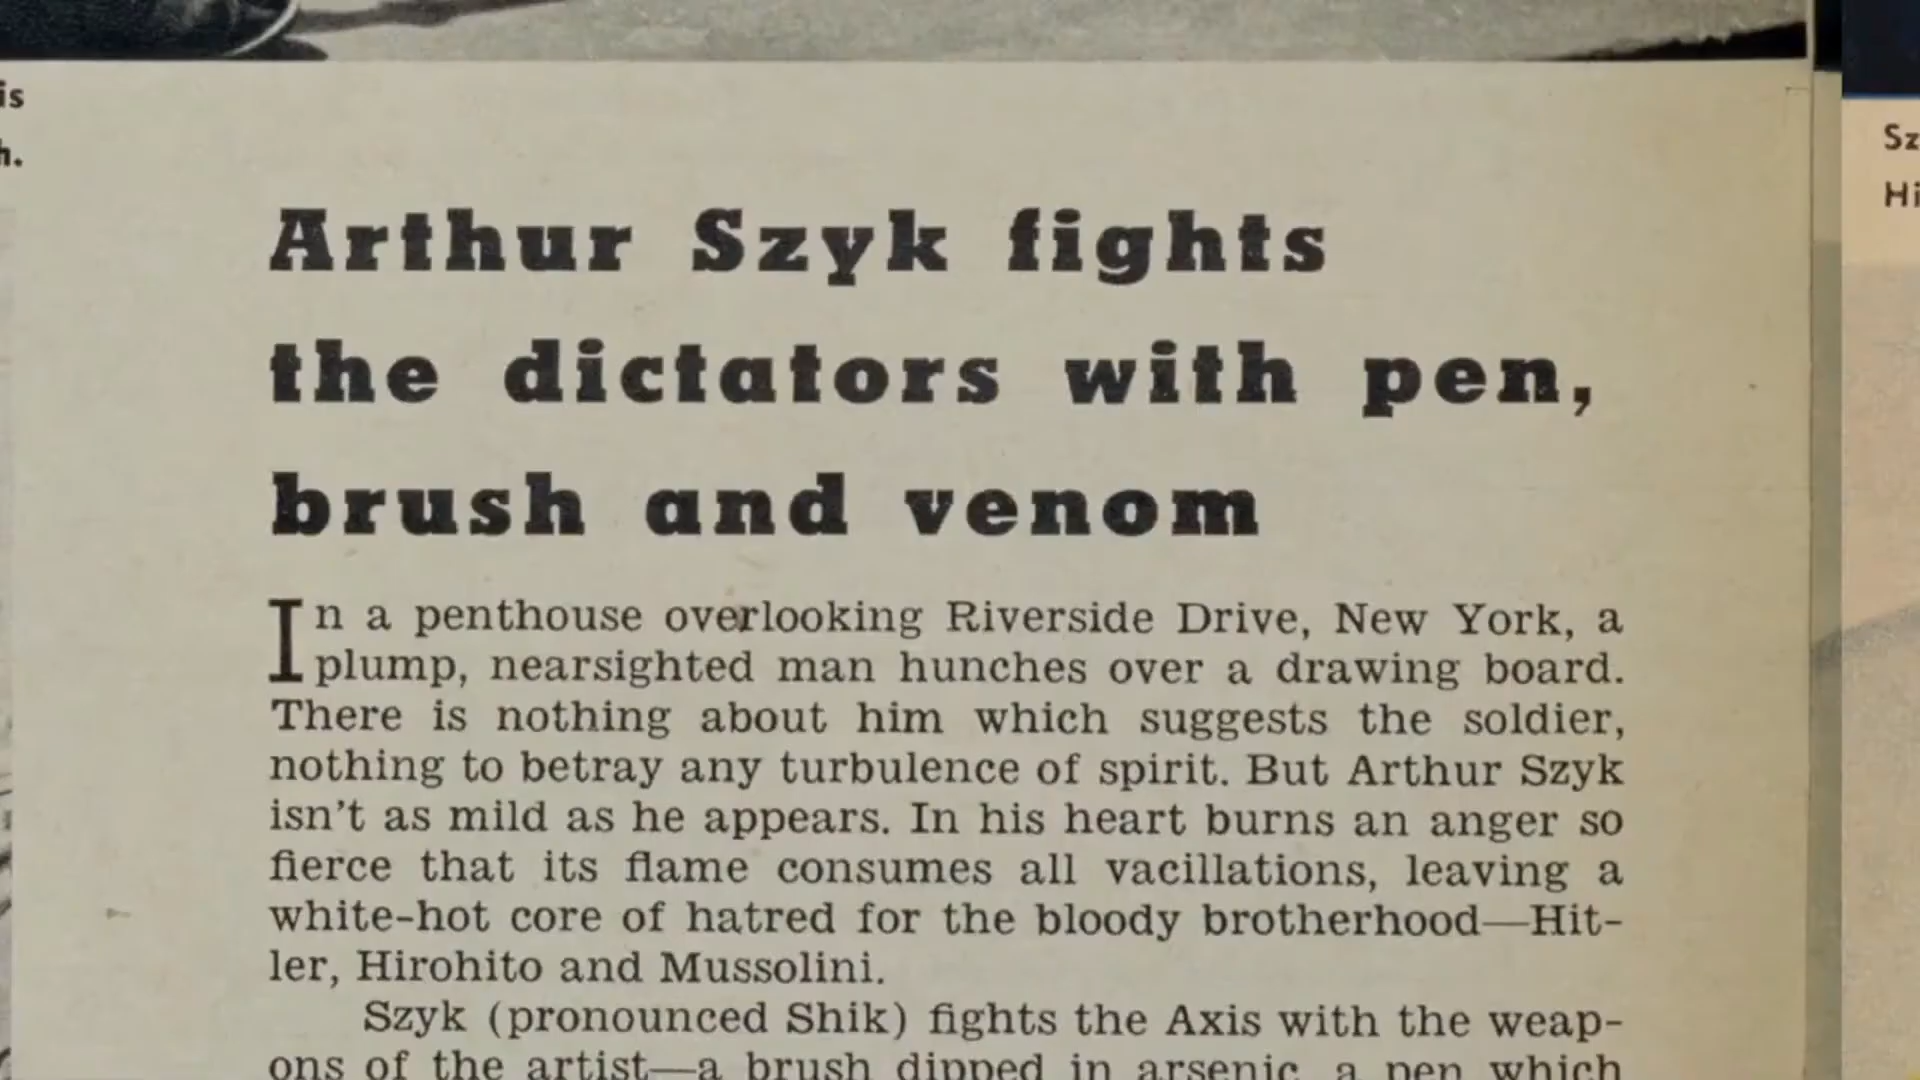 is
h.
Arthur Szyk fights
the dictators with pen,
brush and venom
In a penthouse overlooking Riverside Drive, New York, a
plump, nearsighted man hunches over a drawing board.
There is nothing about him which suggests the soldier,
nothing to betray any turbulence of spirit. But Arthur Szyk
isn't as mild as he appears. In his heart burns an anger so
fierce that its flame consumes all vacillations, leaving a
white-hot core of hatred for the bloody brotherhood—Hit-
ler, Hirohito and Mussolini.
Szyk (pronounced Shik) fights the Axis with the weap-
ons of the artist—a brush dipped in arsenic, a pen which
Sz
Hi